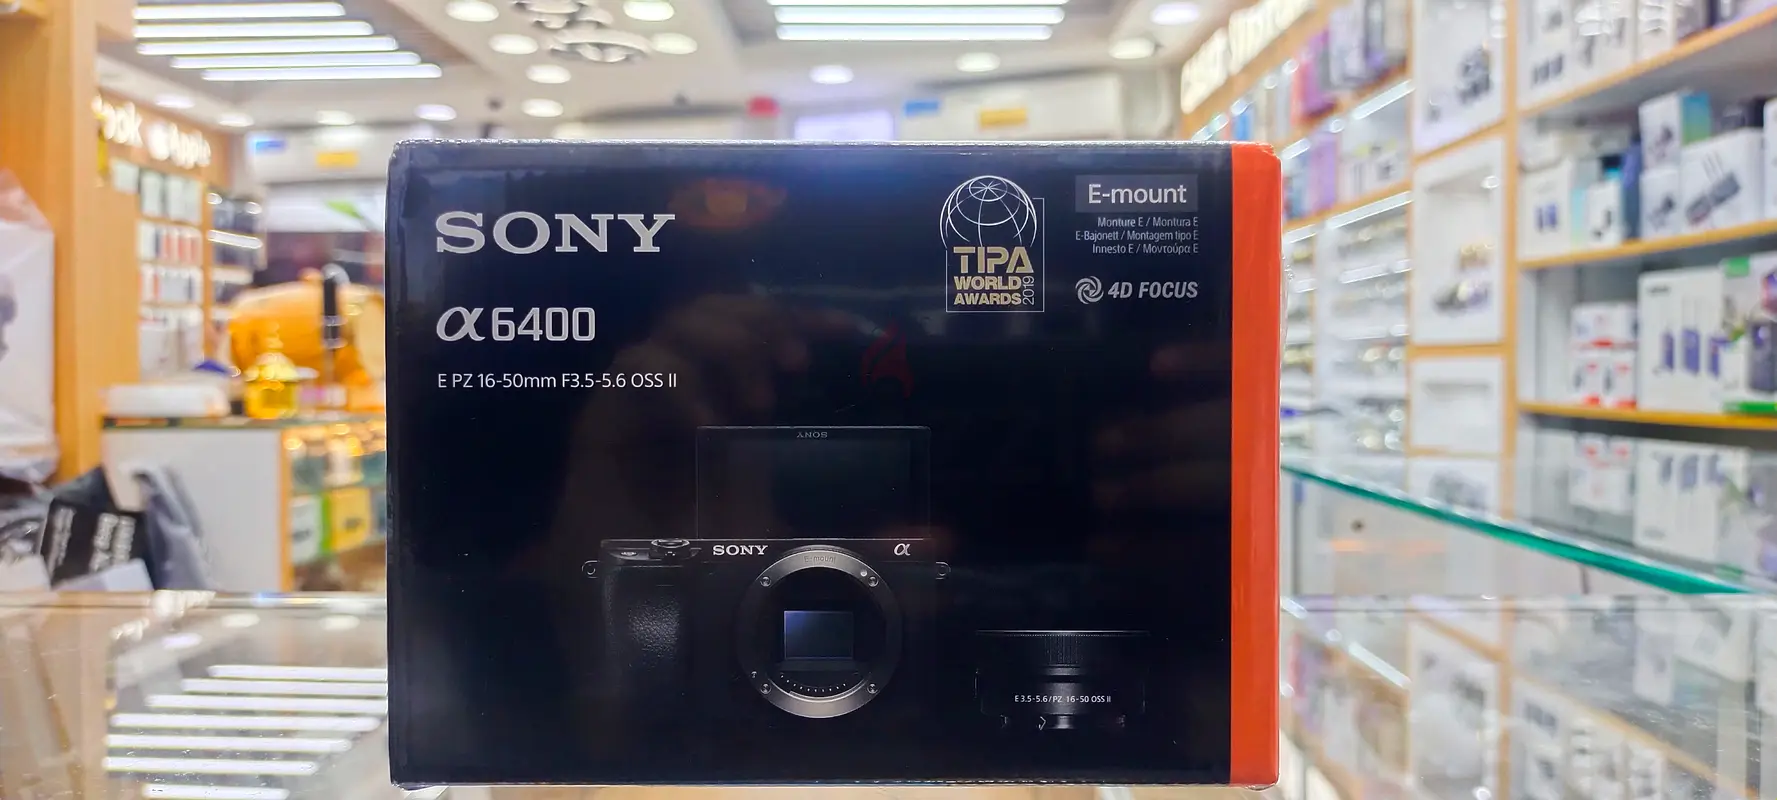 SONY
α6400
E PZ 16-50mm F3.5-5.6 OSS II
TIPA
WORLD
AWARDS
2019
E-mount
Monture E / Montura E
E-Bajonett / Montagem tipo E
Innesto E / Μοντούρα E
4D FOCUS
SONY
SONY
α
E-mount
E 3.5-5.6/PZ 16-50 OSS II